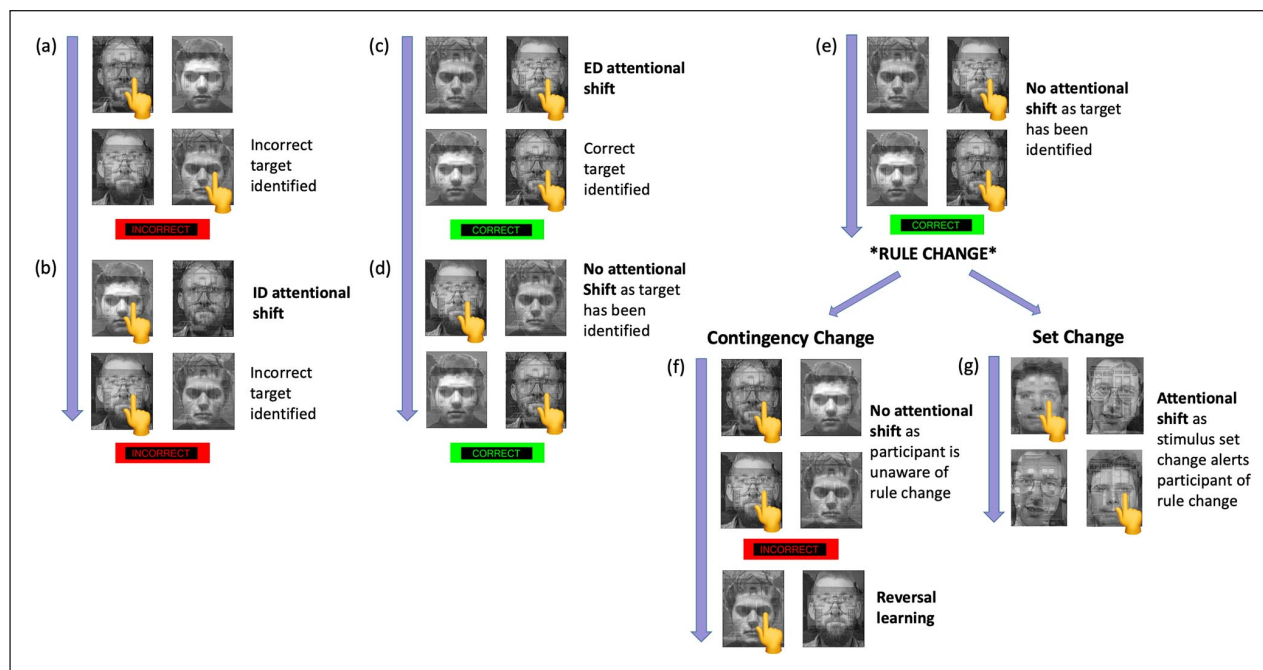 (a)
Incorrect
target
identified
INCORRECT
(b)
ID attentional
shift
Incorrect
target
identified
INCORRECT
(c)
ED attentional
shift
Correct
target
identified
CORRECT
(d)
No attentional
Shift as target
has been
identified
CORRECT
(e)
No attentional
shift as target
has been
identified
CORRECT
*RULE CHANGE*
Contingency Change
(f)
No attentional
shift as
participant is
unaware of
rule change
INCORRECT
Reversal
learning
Set Change
(g)
Attentional
shift as
stimulus set
change alerts
participant of
rule change